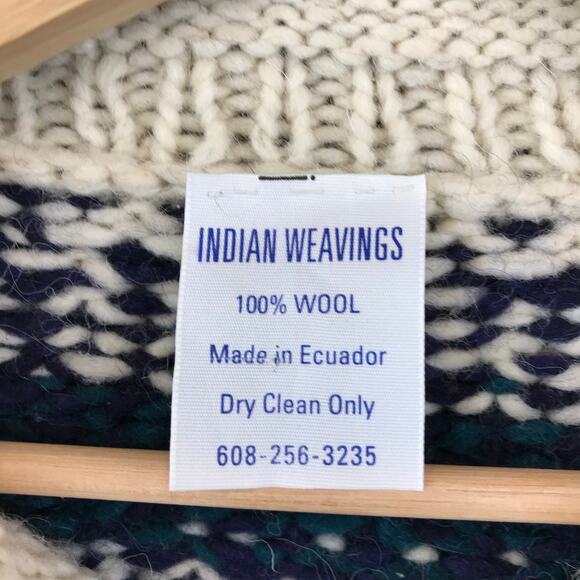 INDIAN WEAVINGS
100% WOOL
Made in Ecuador
Dry Clean Only
608-256-3235